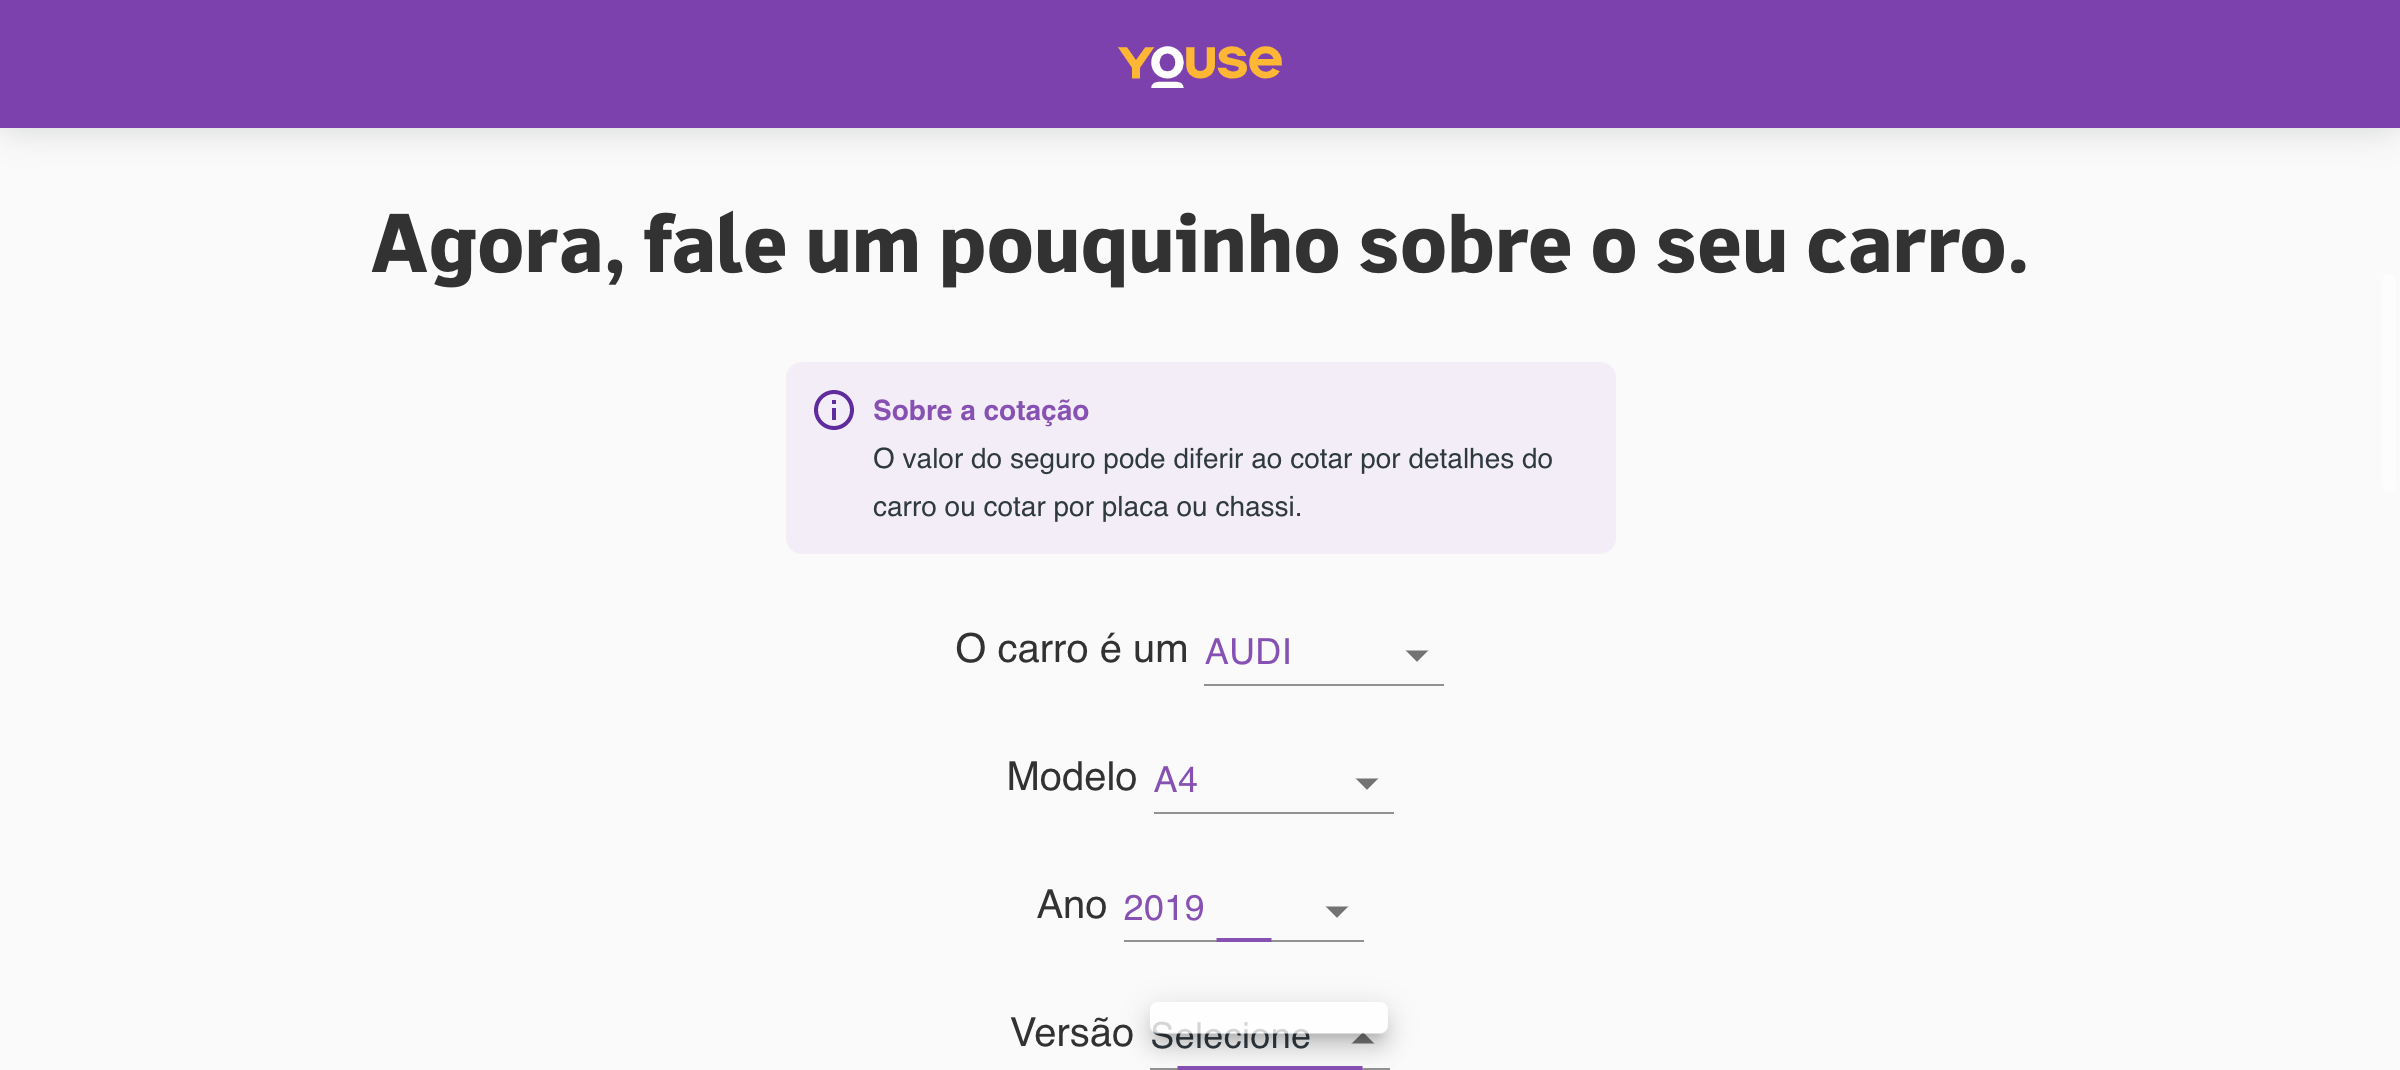 youse
Agora, fale um pouquinho sobre o seu carro.
Sobre a cotação
O valor do seguro pode diferir ao cotar por detalhes do
carro ou cotar por placa ou chassi.
O carro é um AUDI
Modelo A4
Ano 2019
Versão Selecione